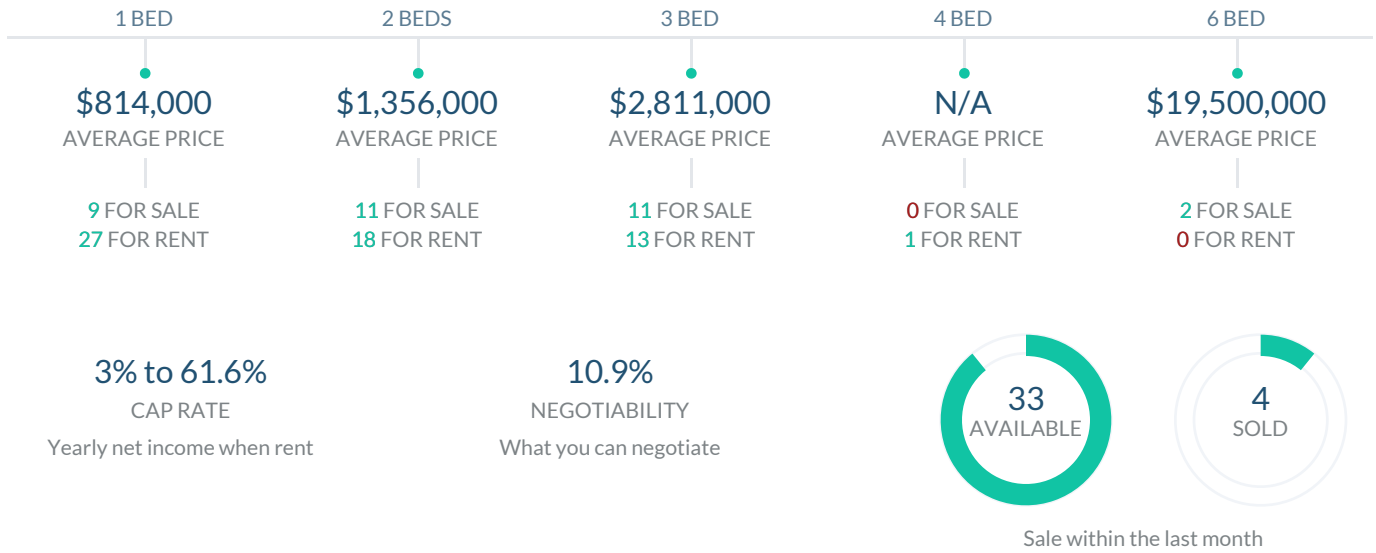 1 BED 2 BEDS 3 BED 4 BED 6 BED
$814,000 $1,356,000 $2,811,000 N/A $19,500,000
AVERAGE PRICE AVERAGE PRICE AVERAGE PRICE AVERAGE PRICE AVERAGE PRICE
9 FOR SALE 11 FOR SALE 11 FOR SALE 0 FOR SALE 2 FOR SALE
27 FOR RENT 18 FOR RENT 13 FOR RENT 1 FOR RENT 0 FOR RENT
3% to 61.6%
CAP RATE
Yearly net income when rent
10.9%
NEGOTIABILITY
What you can negotiate
33
AVAILABLE
4
SOLD
Sale within the last month